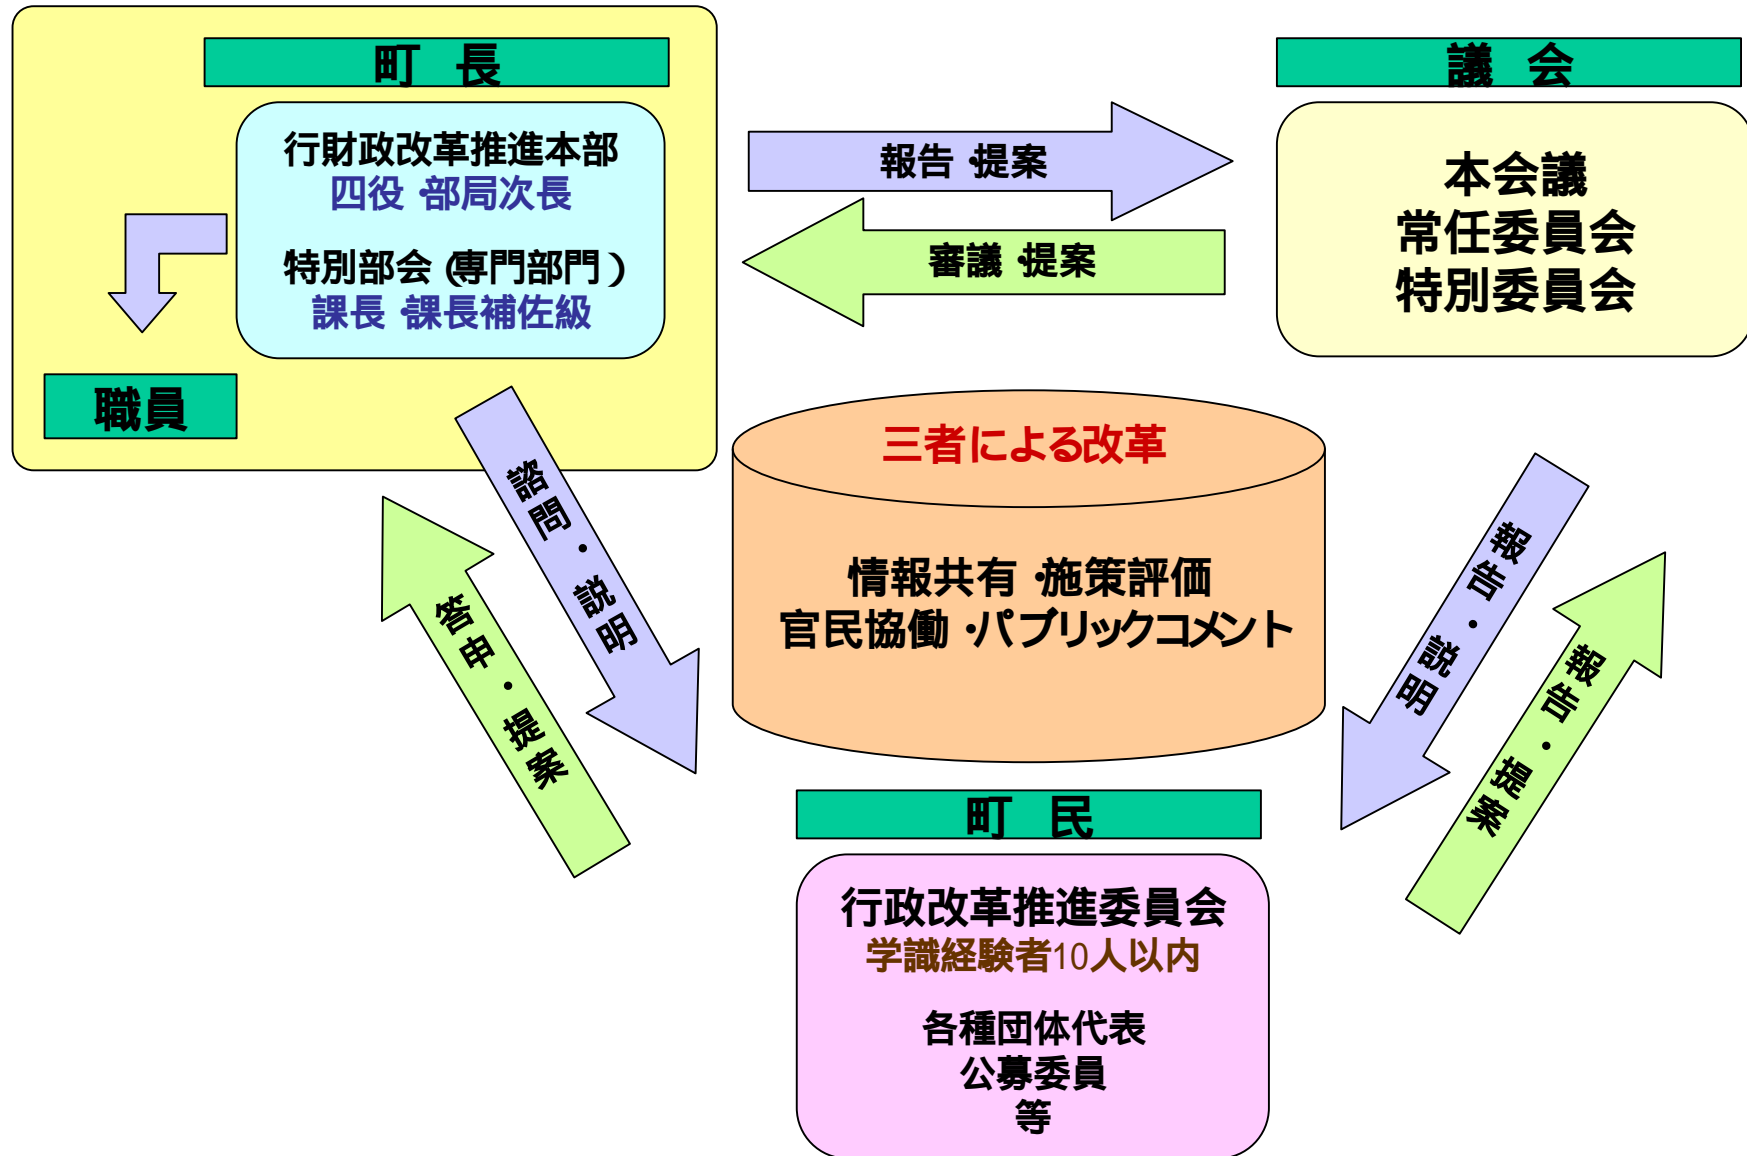 町 長
行財政改革推進本部
四役・部局次長
特別部会(専門部門)
課長・課長補佐級
職員
報告・提案
審議・提案
議 会
本会議
常任委員会
特別委員会
三者による改革
情報共有・施策評価
官民協働・パブリックコメント
諮問・説明
答申・提案
報告・説明
報告・提案
町 民
行政改革推進委員会
学識経験者10人以内
各種団体代表
公募委員
等